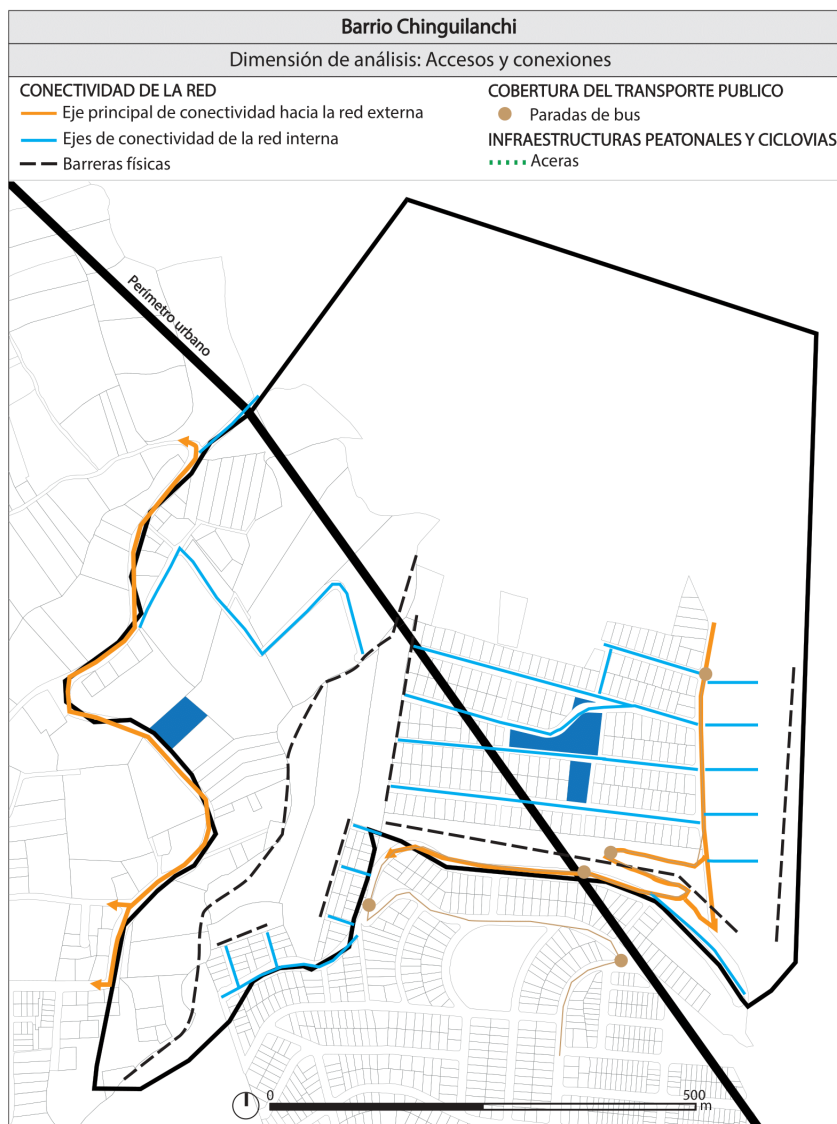 Barrio Chinguilanchi
Dimensión de análisis: Accesos y conexiones
CONECTIVIDAD DE LA RED
Eje principal de conectividad hacia la red externa
Ejes de conectividad de la red interna
Barreras físicas
COBERTURA DEL TRANSPORTE PUBLICO
Paradas de bus
INFRAESTRUCTURAS PEATONALES Y CICLOVIAS
Aceras
Perímetro urbano
0
500
m